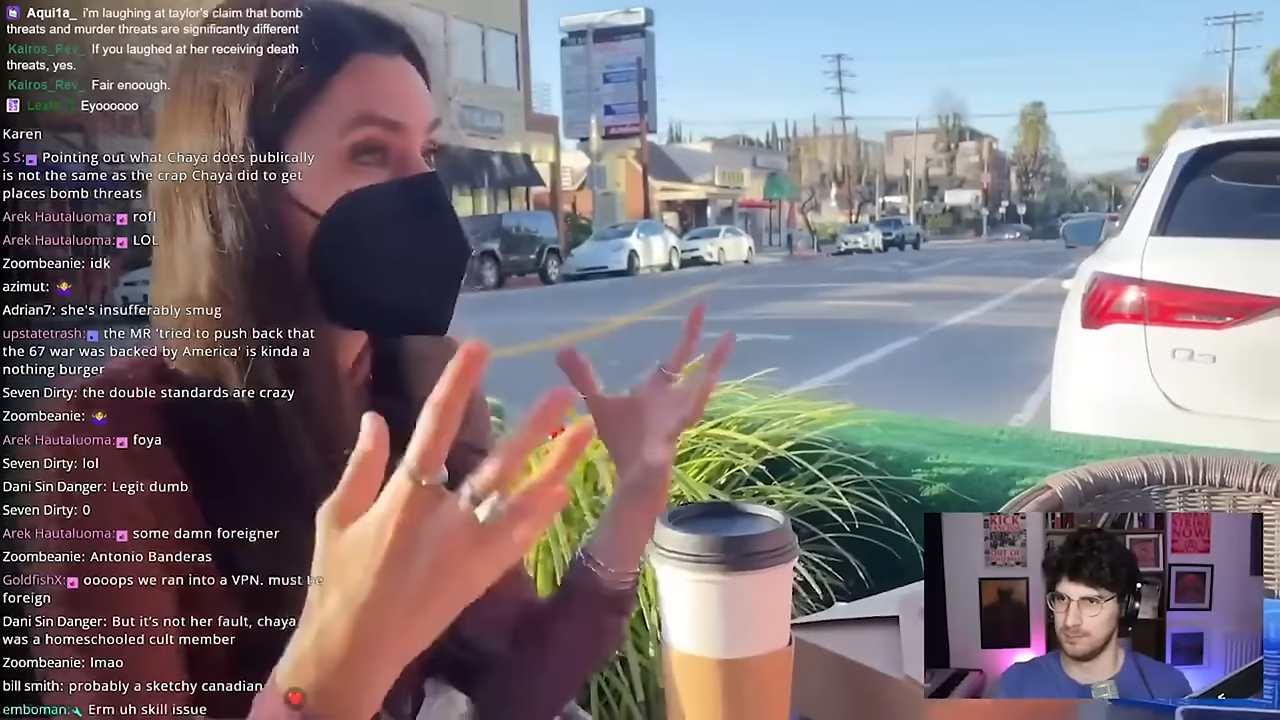 Aqui1a_ i'm laughing at taylor's claim that bomb
threats and murder threats are significantly different
Kairos_Rev_ If you laughed at her receiving death
threats, yes.
Kairos_Rev_ Fair enoough.
Eyoooooo
Karen
S S: Pointing out what Chaya does publically
is not the same as the crap Chaya did to get
places bomb threats
Arek Hautaluoma: rofl
Arek Hautaluoma: LOL
Zoombeanie: idk
azimut: 🤷‍♀️
Adrian7: she's insufferably smug
upstatetrash: the MR 'tried to push back that
the 67 war was backed by America' is kinda a
nothing burger
Seven Dirty: the double standards are crazy
Zoombeanie: 🤷‍♀️
Arek Hautaluoma: foya
Seven Dirty: lol
Dani Sin Danger: Legit dumb
Seven Dirty: 0
Arek Hautaluoma: some damn foreigner
Zoombeanie: Antonio Banderas
GoldfishX: oooops we ran into a VPN. must be
foreign
Dani Sin Danger: But it's not her fault, chaya
was a homeschooled cult member
Zoombeanie: lmao
bill smith: probably a sketchy canadian
emboman: Erm uh skill issue
Q3
KICK
OUT OF
NOW!